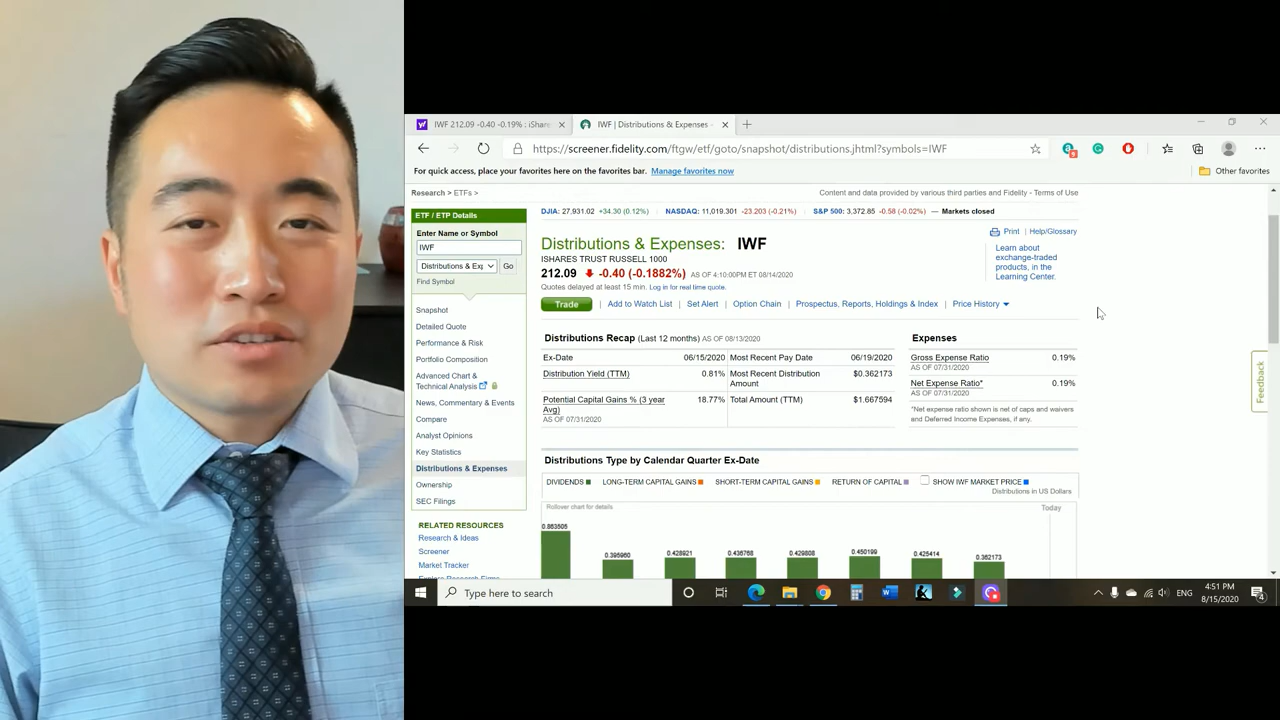 IWF 212.09 -0.40 -0.19% : iShar
IWF | Distributions & Expenses
https://screener.fidelity.com/ftgw/etf/goto/snapshot/distributions.jhtml?symbols=IWF
For quick access, place your favorites here on the favorites bar. Manage favorites now
Other favorites
Research > ETFs >
Content and data provided by various third parties and Fidelity - Terms of Use
ETF / ETP Details
Enter Name or Symbol
IWF
Distributions & Exp Go
Find Symbol
Snapshot
Detailed Quote
Performance & Risk
Portfolio Composition
Advanced Chart &
Technical Analysis
News, Commentary & Events
Compare
Analyst Opinions
Key Statistics
Distributions & Expenses
Ownership
SEC Filings
RELATED RESOURCES
Research & Ideas
Screener
Market Tracker
DJIA: 27,931.02 +34.30 (0.12%) NASDAQ: 11,019.301 -23.203 (-0.21%) S&P 500: 3,372.85 -0.58 (-0.02%) — Markets closed
Distributions & Expenses: IWF
Print | Help/Glossary
ISHARES TRUST RUSSELL 1000
212.09 -0.40 (-0.1882%) AS OF 4:10:00PM ET 08/14/2020
Quotes delayed at least 15 min. Log in for real time quote.
Learn about
exchange-traded
products, in the
Learning Center.
Trade | Add to Watch List | Set Alert | Option Chain | Prospectus, Reports, Holdings & Index | Price History
Distributions Recap (Last 12 months) AS OF 08/13/2020
Ex-Date 06/15/2020 Most Recent Pay Date 06/19/2020
Distribution Yield (TTM) 0.81% Most Recent Distribution $0.362173
Amount
Potential Capital Gains % (3 year 18.77% Total Amount (TTM) $1.667594
Avg)
AS OF 07/31/2020
Expenses
Gross Expense Ratio 0.19%
AS OF 07/31/2020
Net Expense Ratio* 0.19%
AS OF 07/31/2020
*Net expense ratio shown is net of caps and waivers
and Deferred Income Expenses, if any.
Feedback
Distributions Type by Calendar Quarter Ex-Date
DIVIDENDS LONG-TERM CAPITAL GAINS SHORT-TERM CAPITAL GAINS RETURN OF CAPITAL SHOW IWF MARKET PRICE
Distributions in US Dollars
Rollover chart for details
Today
0.863505 0.395960 0.428921 0.436768 0.429808 0.450199 0.425414 0.362173
Type here to search
ENG
4:51 PM
8/15/2020